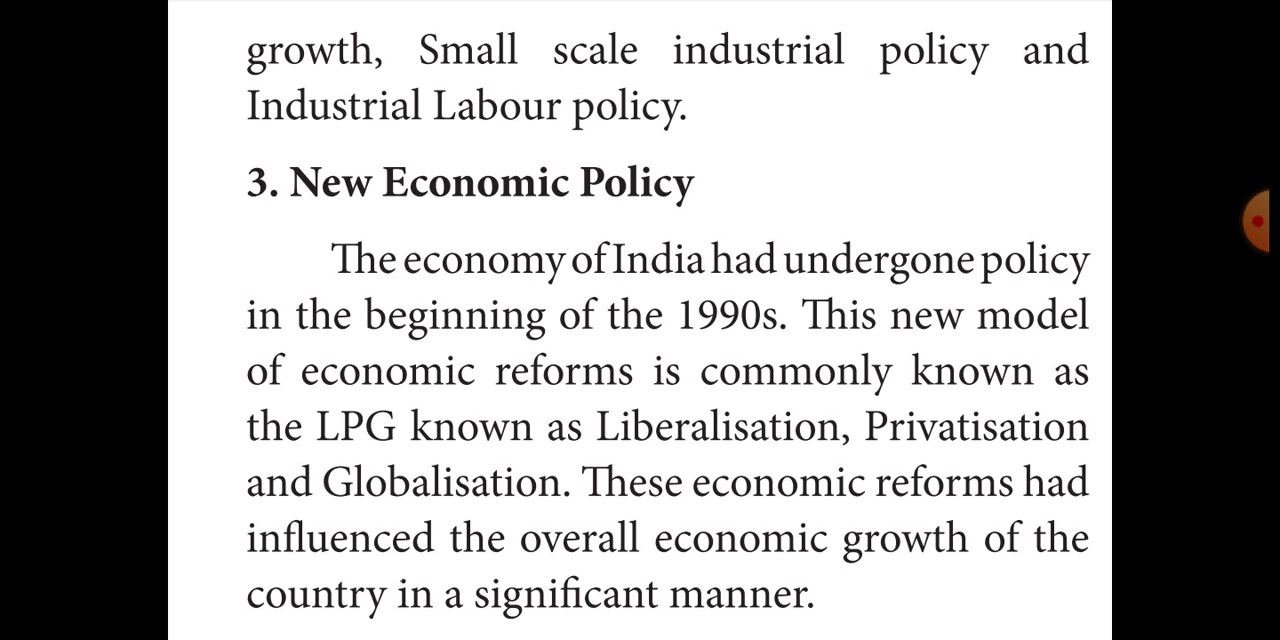 growth, Small scale industrial policy and
Industrial Labour policy.
3. New Economic Policy
The economy of India had undergone policy
in the beginning of the 1990s. This new model
of economic reforms is commonly known as
the LPG known as Liberalisation, Privatisation
and Globalisation. These economic reforms had
influenced the overall economic growth of the
country in a significant manner.